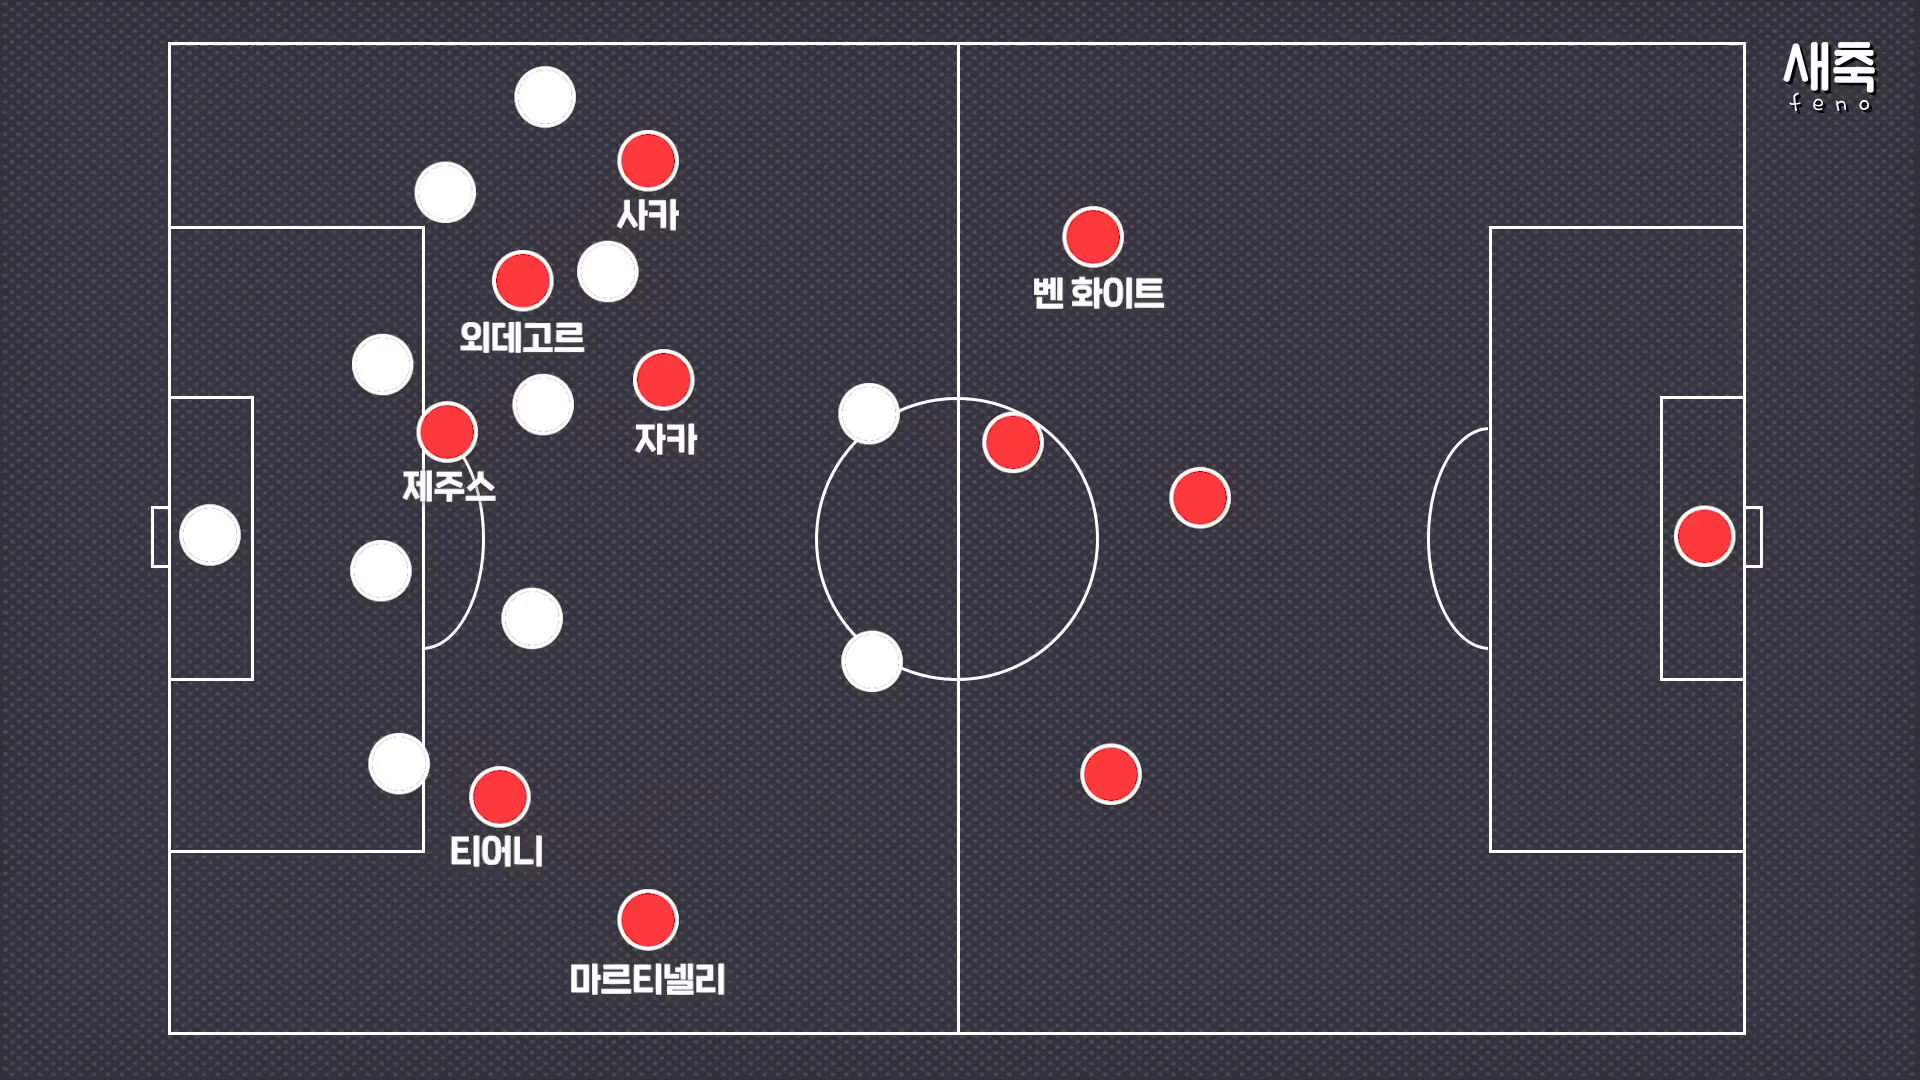 새축
feno
사카
벤 화이트
외데고르
자카
제주스
티어니
마르티넬리